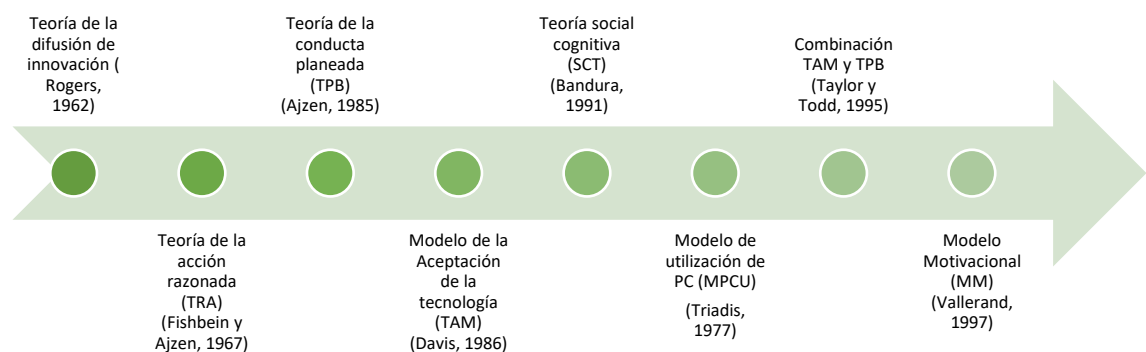 Teoría de la
difusión de
innovación (
Rogers,
1962)
Teoría de la
acción
razonada
(TRA)
(Fishbein y
Ajzen, 1967)
Teoría de la
conducta
planeada
(TPB)
(Ajzen, 1985)
Modelo de la
Aceptación
de la
tecnología
(TAM)
(Davis, 1986)
Teoría social
cognitiva
(SCT)
(Bandura,
1991)
Modelo de
utilización de
PC (MPCU)
(Triadis,
1977)
Combinación
TAM y TPB
(Taylor y
Todd, 1995)
Modelo
Motivacional
(MM)
(Vallerand,
1997)